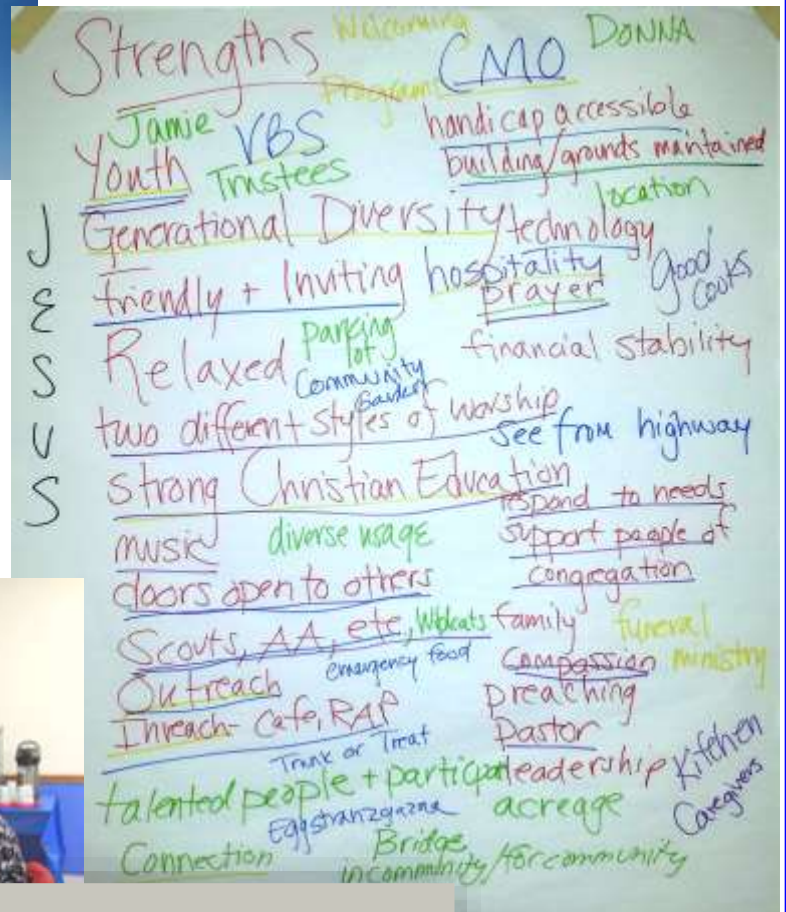 Strengths Welcoming Program CMO DONNA
Jamie VBS handicap accessible
Youth Trustees building/grounds maintained
location
Generational Diversity technology
friendly + Inviting hospitality good cooks
prayer
Relaxed parking lot financial stability
Community Garden
two different styles of worship
See from highway
strong Christian Education
respond to needs
music diverse usage support people of
doors open to others congregation
Scouts, AA, etc, Wildcats family funeral ministry
emergency food compassion
Outreach preaching
Inreach- Cafe, RAP pastor
Trunk or Treat
talented people + leadership Kitchen Caregivers
acreage
Connection Bridge
in community/for community
JESUS